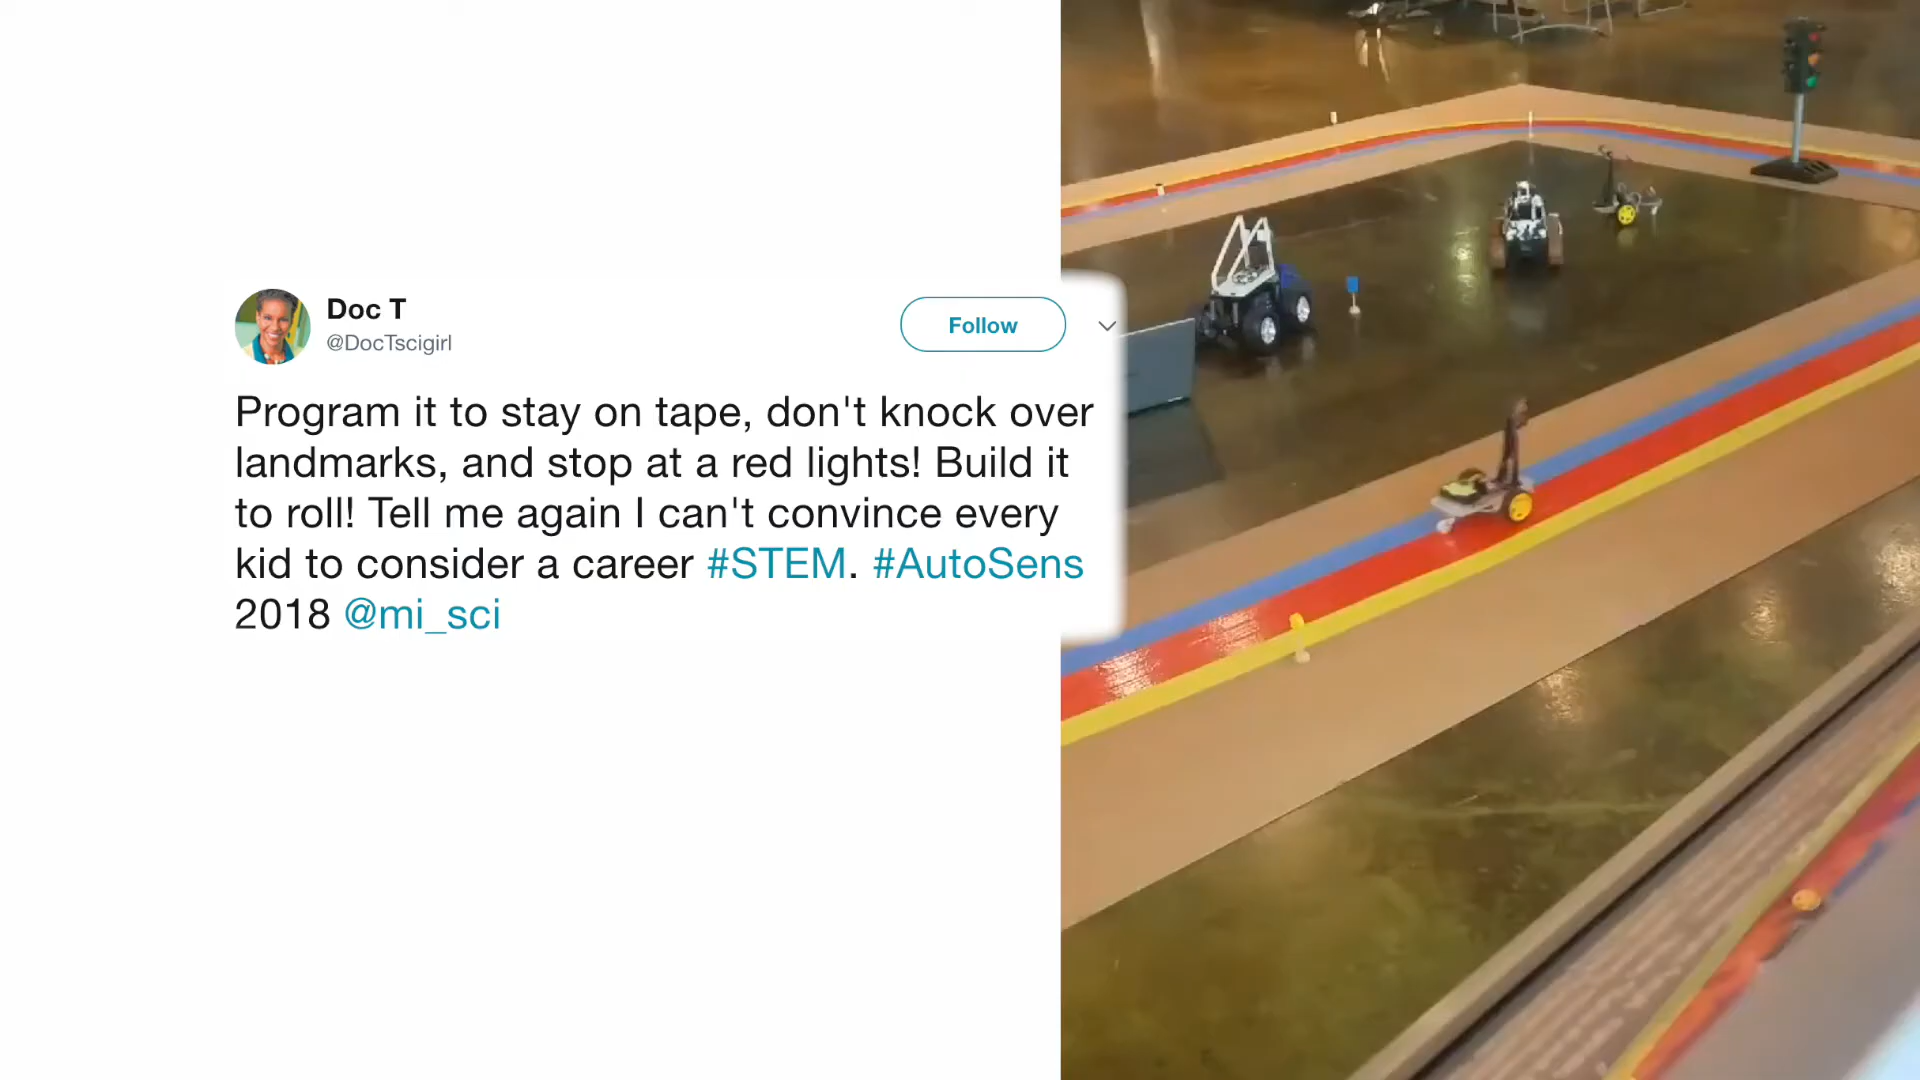 Doc T
@DocTscigirl
Follow
Program it to stay on tape, don't knock over
landmarks, and stop at a red lights! Build it
to roll! Tell me again I can't convince every
kid to consider a career #STEM. #AutoSens
2018 @mi_sci